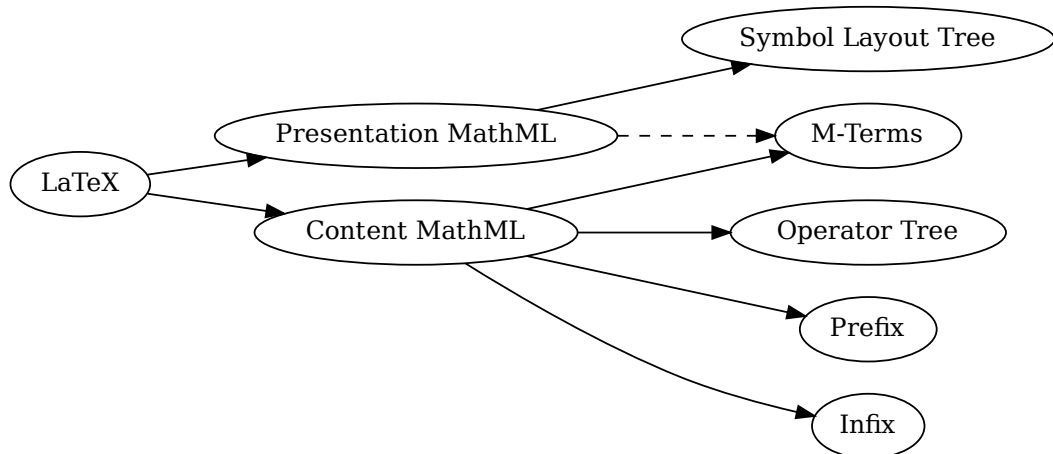 Symbol Layout Tree
Presentation MathML
M-Terms
LaTeX
Content MathML
Operator Tree
Prefix
Infix